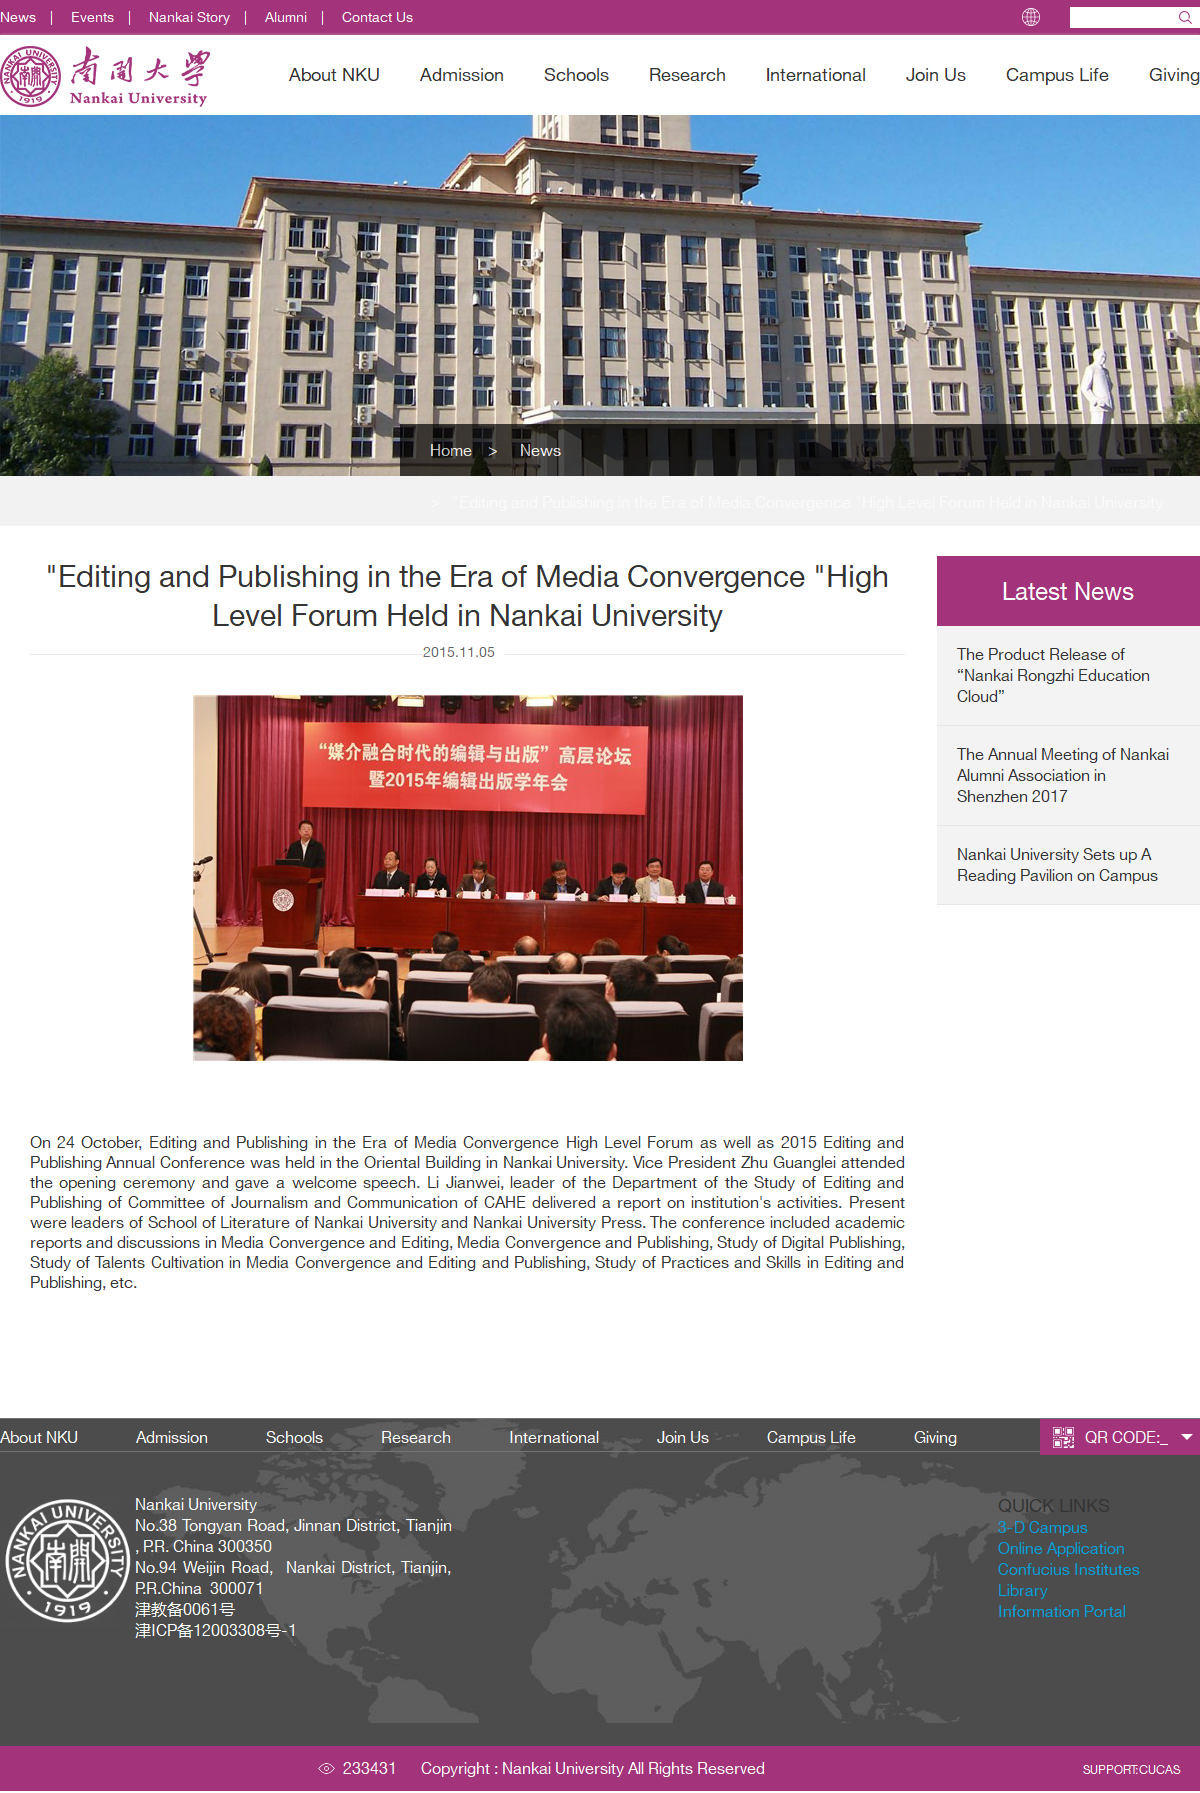 News | Events | Nankai Story | Alumni | Contact Us
NANKAI UNIVERSITY
1919
南開大學
Nankai University
About NKU Admission Schools Research International Join Us Campus Life Giving
Home > News
> "Editing and Publishing in the Era of Media Convergence "High Level Forum Held in Nankai University
"Editing and Publishing in the Era of Media Convergence "High
Level Forum Held in Nankai University
2015.11.05
“媒介融合时代的编辑与出版”高层论坛
暨2015年编辑出版学年会
On 24 October, Editing and Publishing in the Era of Media Convergence High Level Forum as well as 2015 Editing and
Publishing Annual Conference was held in the Oriental Building in Nankai University. Vice President Zhu Guanglei attended
the opening ceremony and gave a welcome speech. Li Jianwei, leader of the Department of the Study of Editing and
Publishing of Committee of Journalism and Communication of CAHE delivered a report on institution's activities. Present
were leaders of School of Literature of Nankai University and Nankai University Press. The conference included academic
reports and discussions in Media Convergence and Editing, Media Convergence and Publishing, Study of Digital Publishing,
Study of Talents Cultivation in Media Convergence and Editing and Publishing, Study of Practices and Skills in Editing and
Publishing, etc.
Latest News
The Product Release of
“Nankai Rongzhi Education
Cloud”
The Annual Meeting of Nankai
Alumni Association in
Shenzhen 2017
Nankai University Sets up A
Reading Pavilion on Campus
About NKU Admission Schools Research International Join Us Campus Life Giving
QR CODE:_
NANKAI UNIVERSITY
南開
1919
Nankai University
No.38 Tongyan Road, Jinnan District, Tianjin
, P.R. China 300350
No.94 Weijin Road, Nankai District, Tianjin,
P.R.China 300071
津教备0061号
津ICP备12003308号-1
QUICK LINKS
3-D Campus
Online Application
Confucius Institutes
Library
Information Portal
233431 Copyright : Nankai University All Rights Reserved
SUPPORT:CUCAS